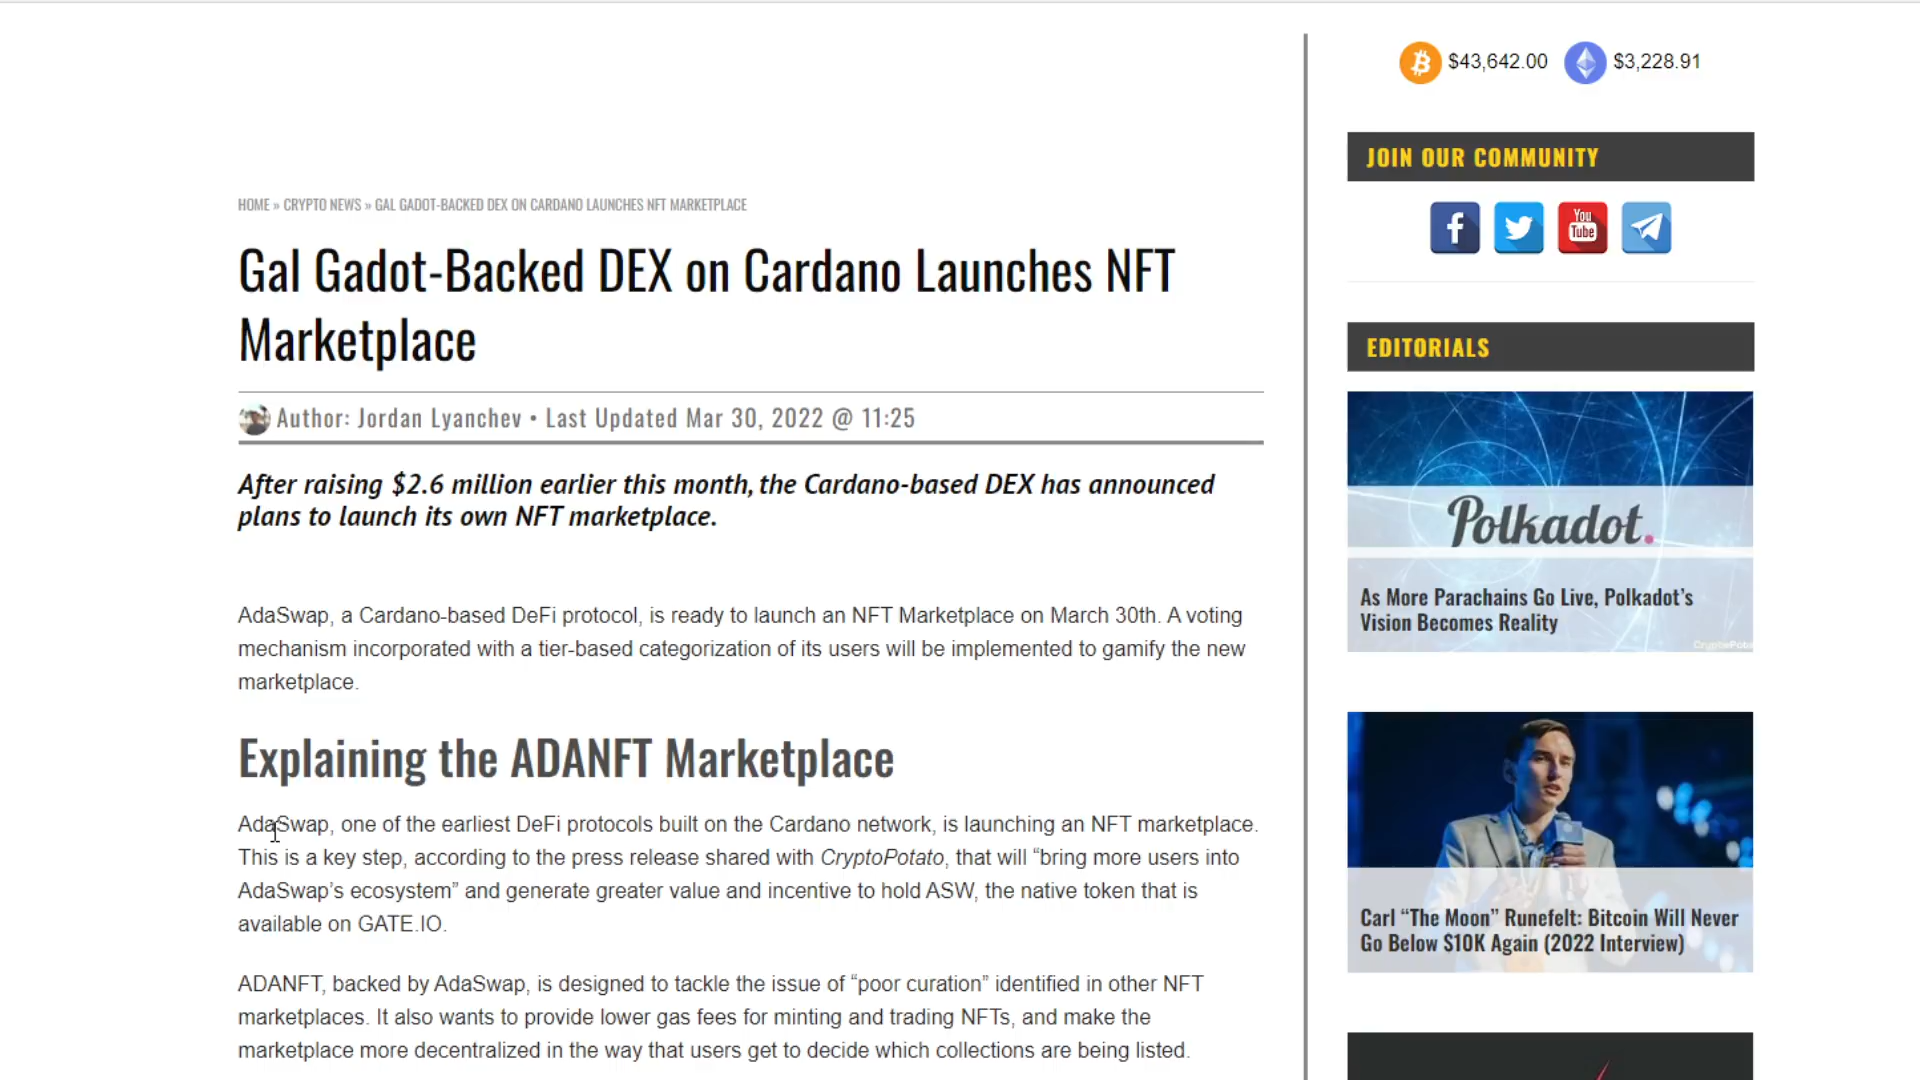 HOME » CRYPTO NEWS » GAL GADOT-BACKED DEX ON CARDANO LAUNCHES NFT MARKETPLACE
Gal Gadot-Backed DEX on Cardano Launches NFT
Marketplace
Author: Jordan Lyanchev • Last Updated Mar 30, 2022 @ 11:25
After raising $2.6 million earlier this month, the Cardano-based DEX has announced
plans to launch its own NFT marketplace.
AdaSwap, a Cardano-based DeFi protocol, is ready to launch an NFT Marketplace on March 30th. A voting
mechanism incorporated with a tier-based categorization of its users will be implemented to gamify the new
marketplace.
Explaining the ADANFT Marketplace
AdaSwap, one of the earliest DeFi protocols built on the Cardano network, is launching an NFT marketplace.
This is a key step, according to the press release shared with CryptoPotato, that will “bring more users into
AdaSwap’s ecosystem” and generate greater value and incentive to hold ASW, the native token that is
available on GATE.IO.
ADANFT, backed by AdaSwap, is designed to tackle the issue of “poor curation” identified in other NFT
marketplaces. It also wants to provide lower gas fees for minting and trading NFTs, and make the
marketplace more decentralized in the way that users get to decide which collections are being listed.
$43,642.00 $3,228.91
JOIN OUR COMMUNITY
You
Tube
EDITORIALS
Polkadot.
As More Parachains Go Live, Polkadot’s
Vision Becomes Reality
Carl “The Moon” Runefelt: Bitcoin Will Never
Go Below $10K Again (2022 Interview)